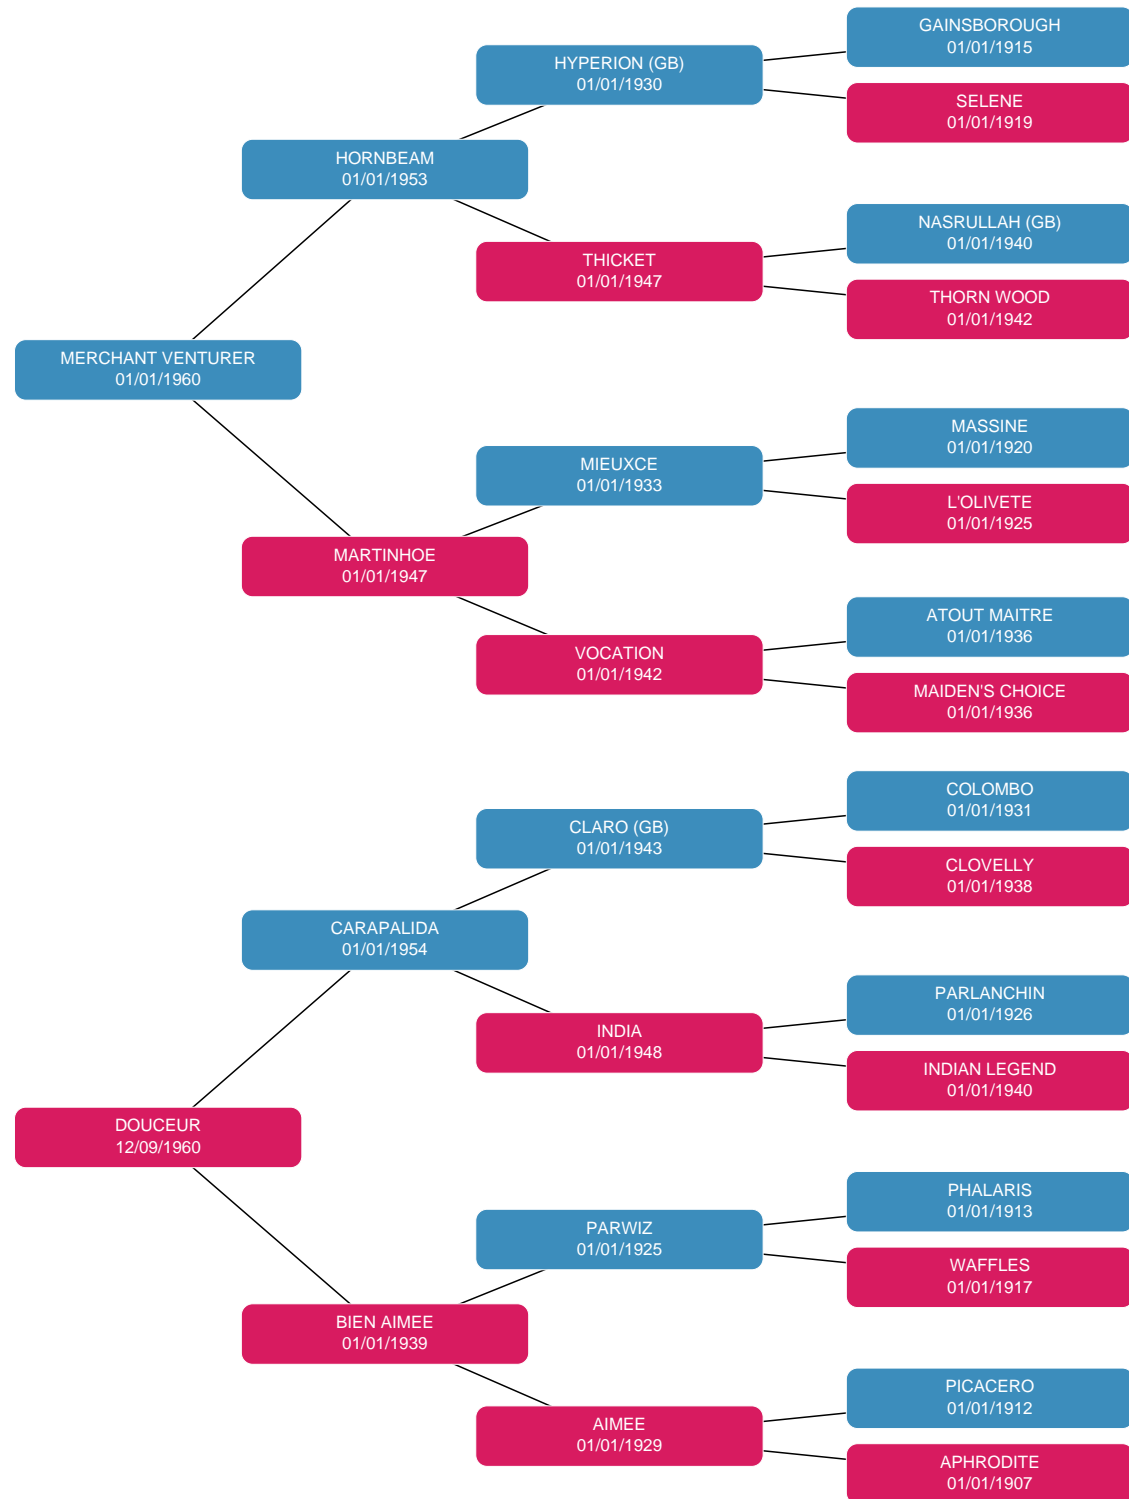 GAINSBOROUGH
01/01/1915
HYPERION (GB)
01/01/1930
SELENE
01/01/1919
HORNBEAM
01/01/1953
NASRULLAH (GB)
01/01/1940
THICKET
01/01/1947
THORN WOOD
01/01/1942
MERCHANT VENTURER
01/01/1960
MASSINE
01/01/1920
MIEUXCE
01/01/1933
L'OLIVETE
01/01/1925
MARTINHOE
01/01/1947
ATOUT MAITRE
01/01/1936
VOCATION
01/01/1942
MAIDEN'S CHOICE
01/01/1936
COLOMBO
01/01/1931
CLARO (GB)
01/01/1943
CLOVELLY
01/01/1938
CARAPALIDA
01/01/1954
PARLANCHIN
01/01/1926
INDIA
01/01/1948
INDIAN LEGEND
01/01/1940
DOUCEUR
12/09/1960
PHALARIS
01/01/1913
PARWIZ
01/01/1925
WAFFLES
01/01/1917
BIEN AIMEE
01/01/1939
PICACERO
01/01/1912
AIMEE
01/01/1929
APHRODITE
01/01/1907